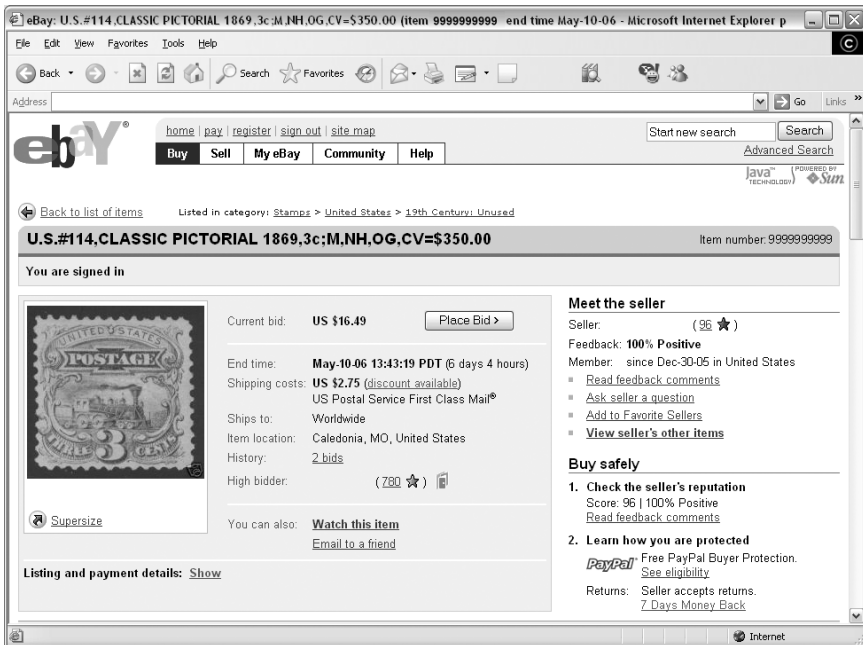 eBay: U.S.#114,CLASSIC PICTORIAL 1869,3c;M,NH,OG,CV=$350.00 (item 9999999999 end time May-10-06 - Microsoft Internet Explorer p
File Edit View Favorites Tools Help
Back Search Favorites
Address Go Links »
ebaY®
home | pay | register | sign out | site map
Buy Sell My eBay Community Help
Start new search Search
Advanced Search
Java™ TECHNOLOGY POWERED BY Sun
Back to list of items Listed in category: Stamps > United States > 19th Century: Unused
U.S.#114,CLASSIC PICTORIAL 1869,3c;M,NH,OG,CV=$350.00 Item number: 9999999999
You are signed in
UNITED STATES
POSTAGE
THREE 3 CENTS
Supersize
Current bid: US $16.49 Place Bid >
End time: May-10-06 13:43:19 PDT (6 days 4 hours)
Shipping costs: US $2.75 (discount available)
US Postal Service First Class Mail®
Ships to: Worldwide
Item location: Caledonia, MO, United States
History: 2 bids
High bidder: ( 780 )
You can also: Watch this item
Email to a friend
Listing and payment details: Show
Meet the seller
Seller: ( 96 )
Feedback: 100% Positive
Member: since Dec-30-05 in United States
Read feedback comments
Ask seller a question
Add to Favorite Sellers
View seller's other items
Buy safely
1. Check the seller's reputation
Score: 96 | 100% Positive
Read feedback comments
2. Learn how you are protected
PayPal Free PayPal Buyer Protection.
See eligibility
Returns: Seller accepts returns.
7 Days Money Back
Internet